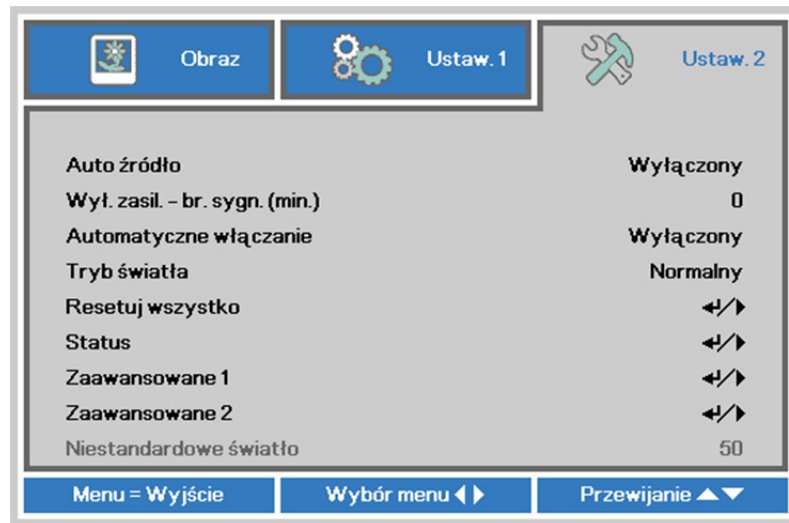 Obraz
Ustaw. 1
Ustaw. 2
Auto źródło Wyłączony
Wył. zasil. – br. sygn. (min.) 0
Automatyczne włączanie Wyłączony
Tryb światła Normalny
Resetuj wszystko ↵/▶
Status ↵/▶
Zaawansowane 1 ↵/▶
Zaawansowane 2 ↵/▶
Niestandardowe światło 50
Menu = Wyjście
Wybór menu ◀▶
Przewijanie ▲▼